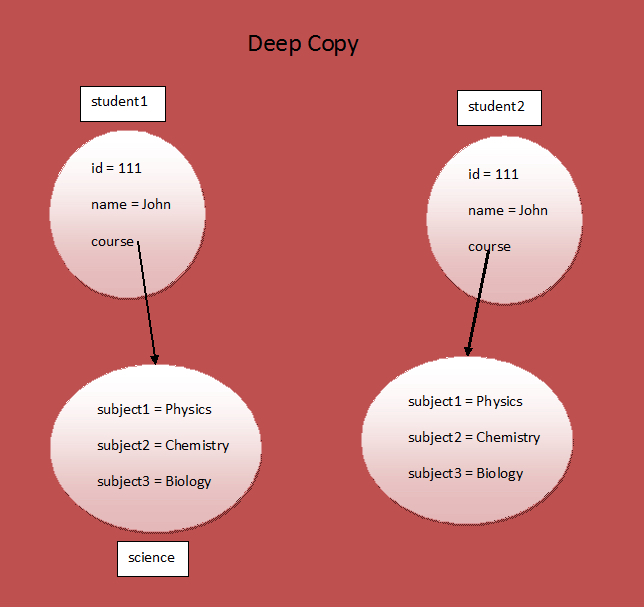 Deep Copy
student1
id = 111
name = John
course
subject1 = Physics
subject2 = Chemistry
subject3 = Biology
science
student2
id = 111
name = John
course
subject1 = Physics
subject2 = Chemistry
subject3 = Biology